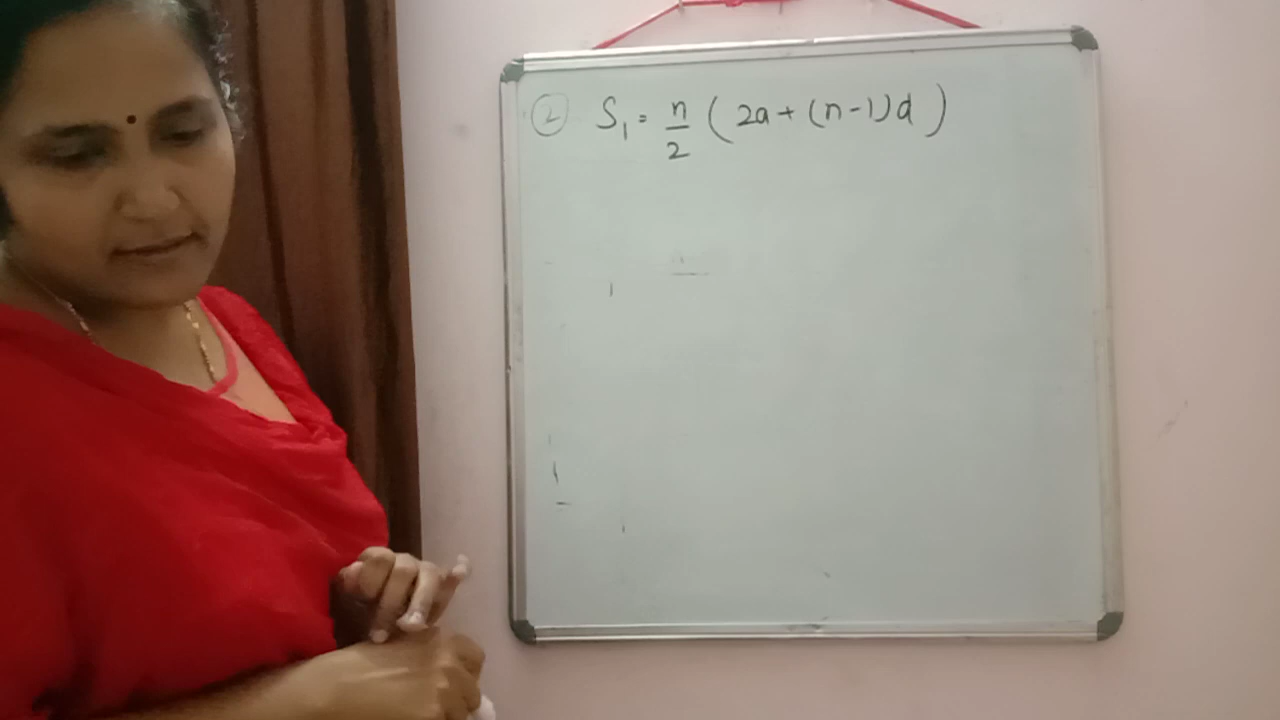 ② S₁ = n/2 ( 2a + (n-1)d )